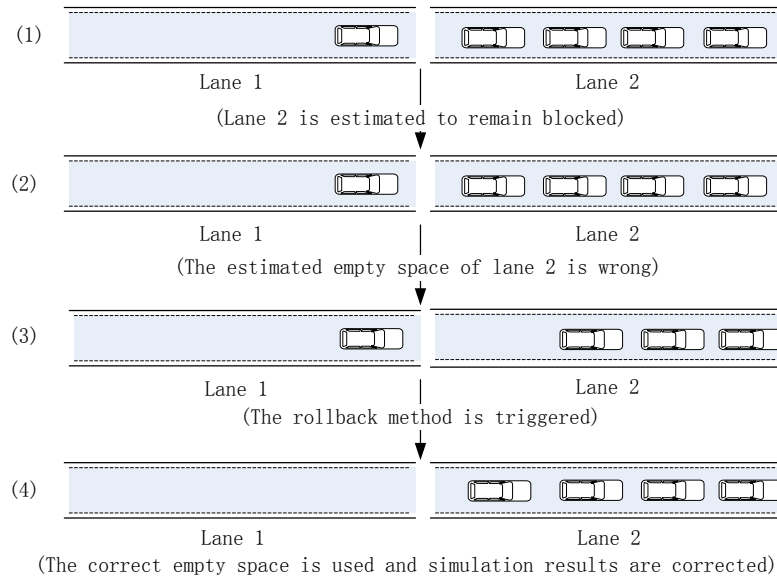 (1)
Lane 1 Lane 2
(Lane 2 is estimated to remain blocked)
(2)
Lane 1 Lane 2
(The estimated empty space of lane 2 is wrong)
(3)
Lane 1 Lane 2
(The rollback method is triggered)
(4)
Lane 1 Lane 2
(The correct empty space is used and simulation results are corrected)